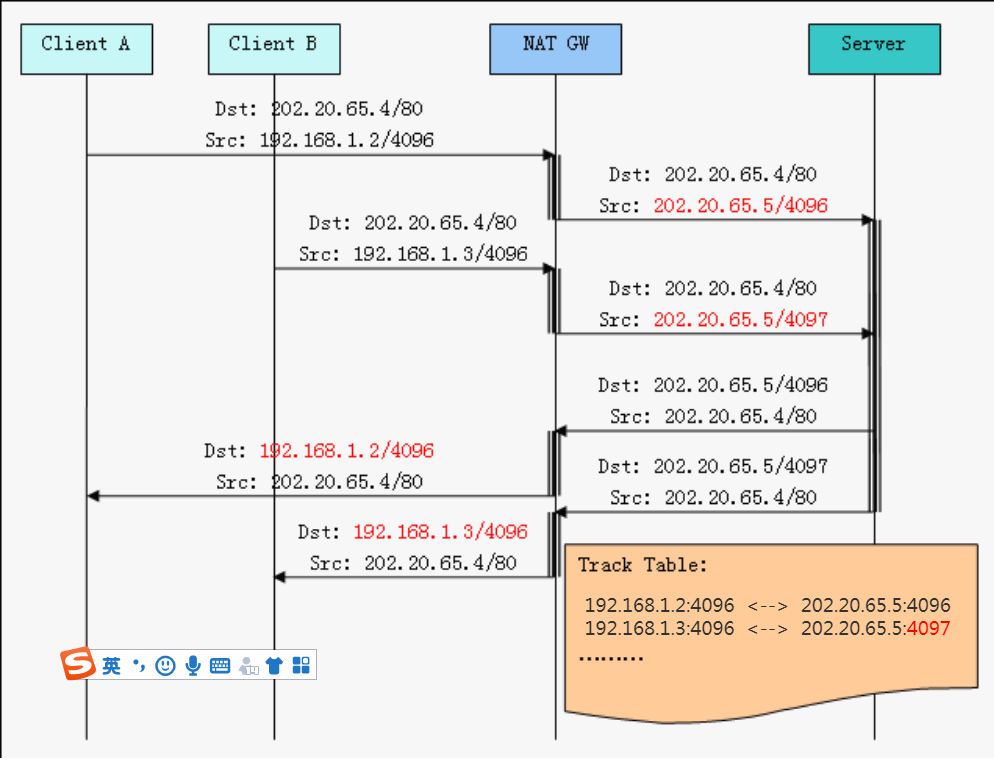 Client A
Client B
NAT GW
Server
Dst: 202.20.65.4/80
Src: 192.168.1.2/4096
Dst: 202.20.65.4/80
Src: 202.20.65.5/4096
Dst: 202.20.65.4/80
Src: 192.168.1.3/4096
Dst: 202.20.65.4/80
Src: 202.20.65.5/4097
Dst: 202.20.65.5/4096
Src: 202.20.65.4/80
Dst: 192.168.1.2/4096
Src: 202.20.65.4/80
Dst: 202.20.65.5/4097
Src: 202.20.65.4/80
Dst: 192.168.1.3/4096
Src: 202.20.65.4/80
Track Table:
192.168.1.2:4096 <--> 202.20.65.5:4096
192.168.1.3:4096 <--> 202.20.65.5:4097
………
S 英